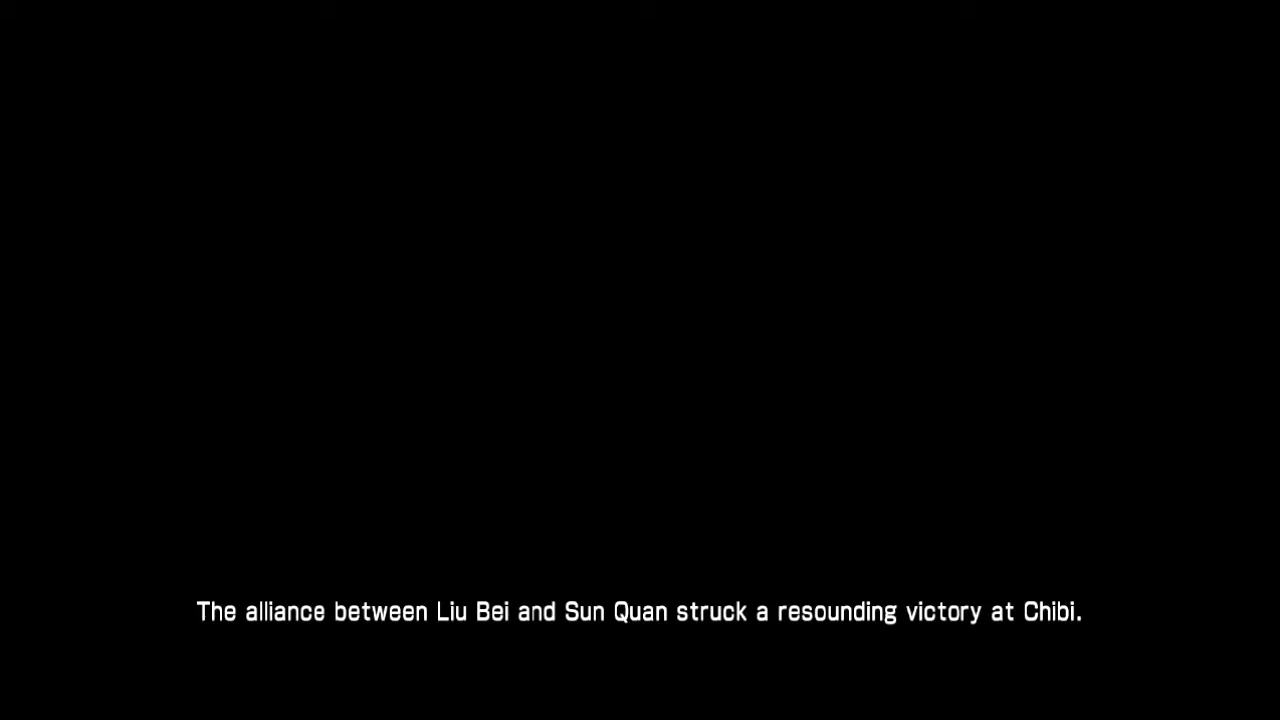 The alliance between Liu Bei and Sun Quan struck a resounding victory at Chibi.